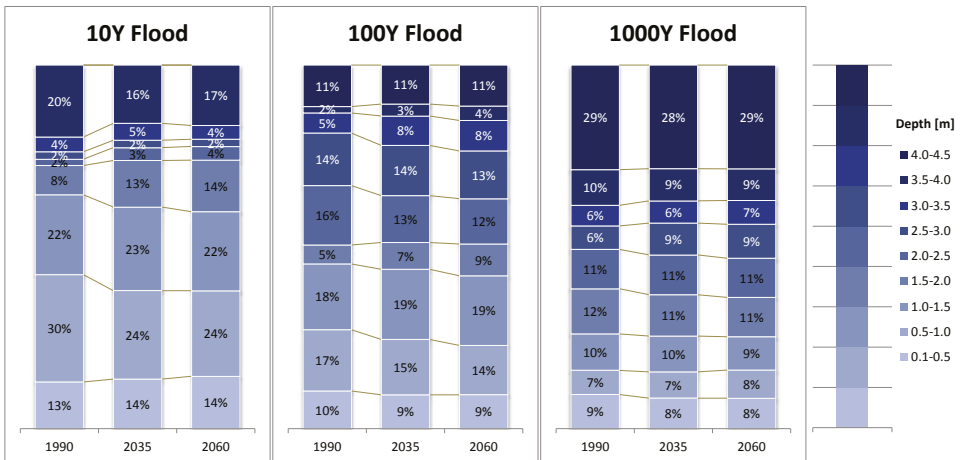 10Y Flood
20% 16% 17%
4% 5% 4%
2% 2% 2%
2% 3% 4%
8% 13% 14%
22% 23% 22%
30% 24% 24%
13% 14% 14%
1990 2035 2060
100Y Flood
11% 11% 11%
2% 3% 4%
5% 8% 8%
14% 14% 13%
16% 13% 12%
5% 7% 9%
18% 19% 19%
17% 15% 14%
10% 9% 9%
1990 2035 2060
1000Y Flood
29% 28% 29%
10% 9% 9%
6% 6% 7%
6% 9% 9%
11% 11% 11%
12% 11% 11%
10% 10% 9%
7% 7% 8%
9% 8% 8%
1990 2035 2060
Depth [m]
4.0-4.5
3.5-4.0
3.0-3.5
2.5-3.0
2.0-2.5
1.5-2.0
1.0-1.5
0.5-1.0
0.1-0.5